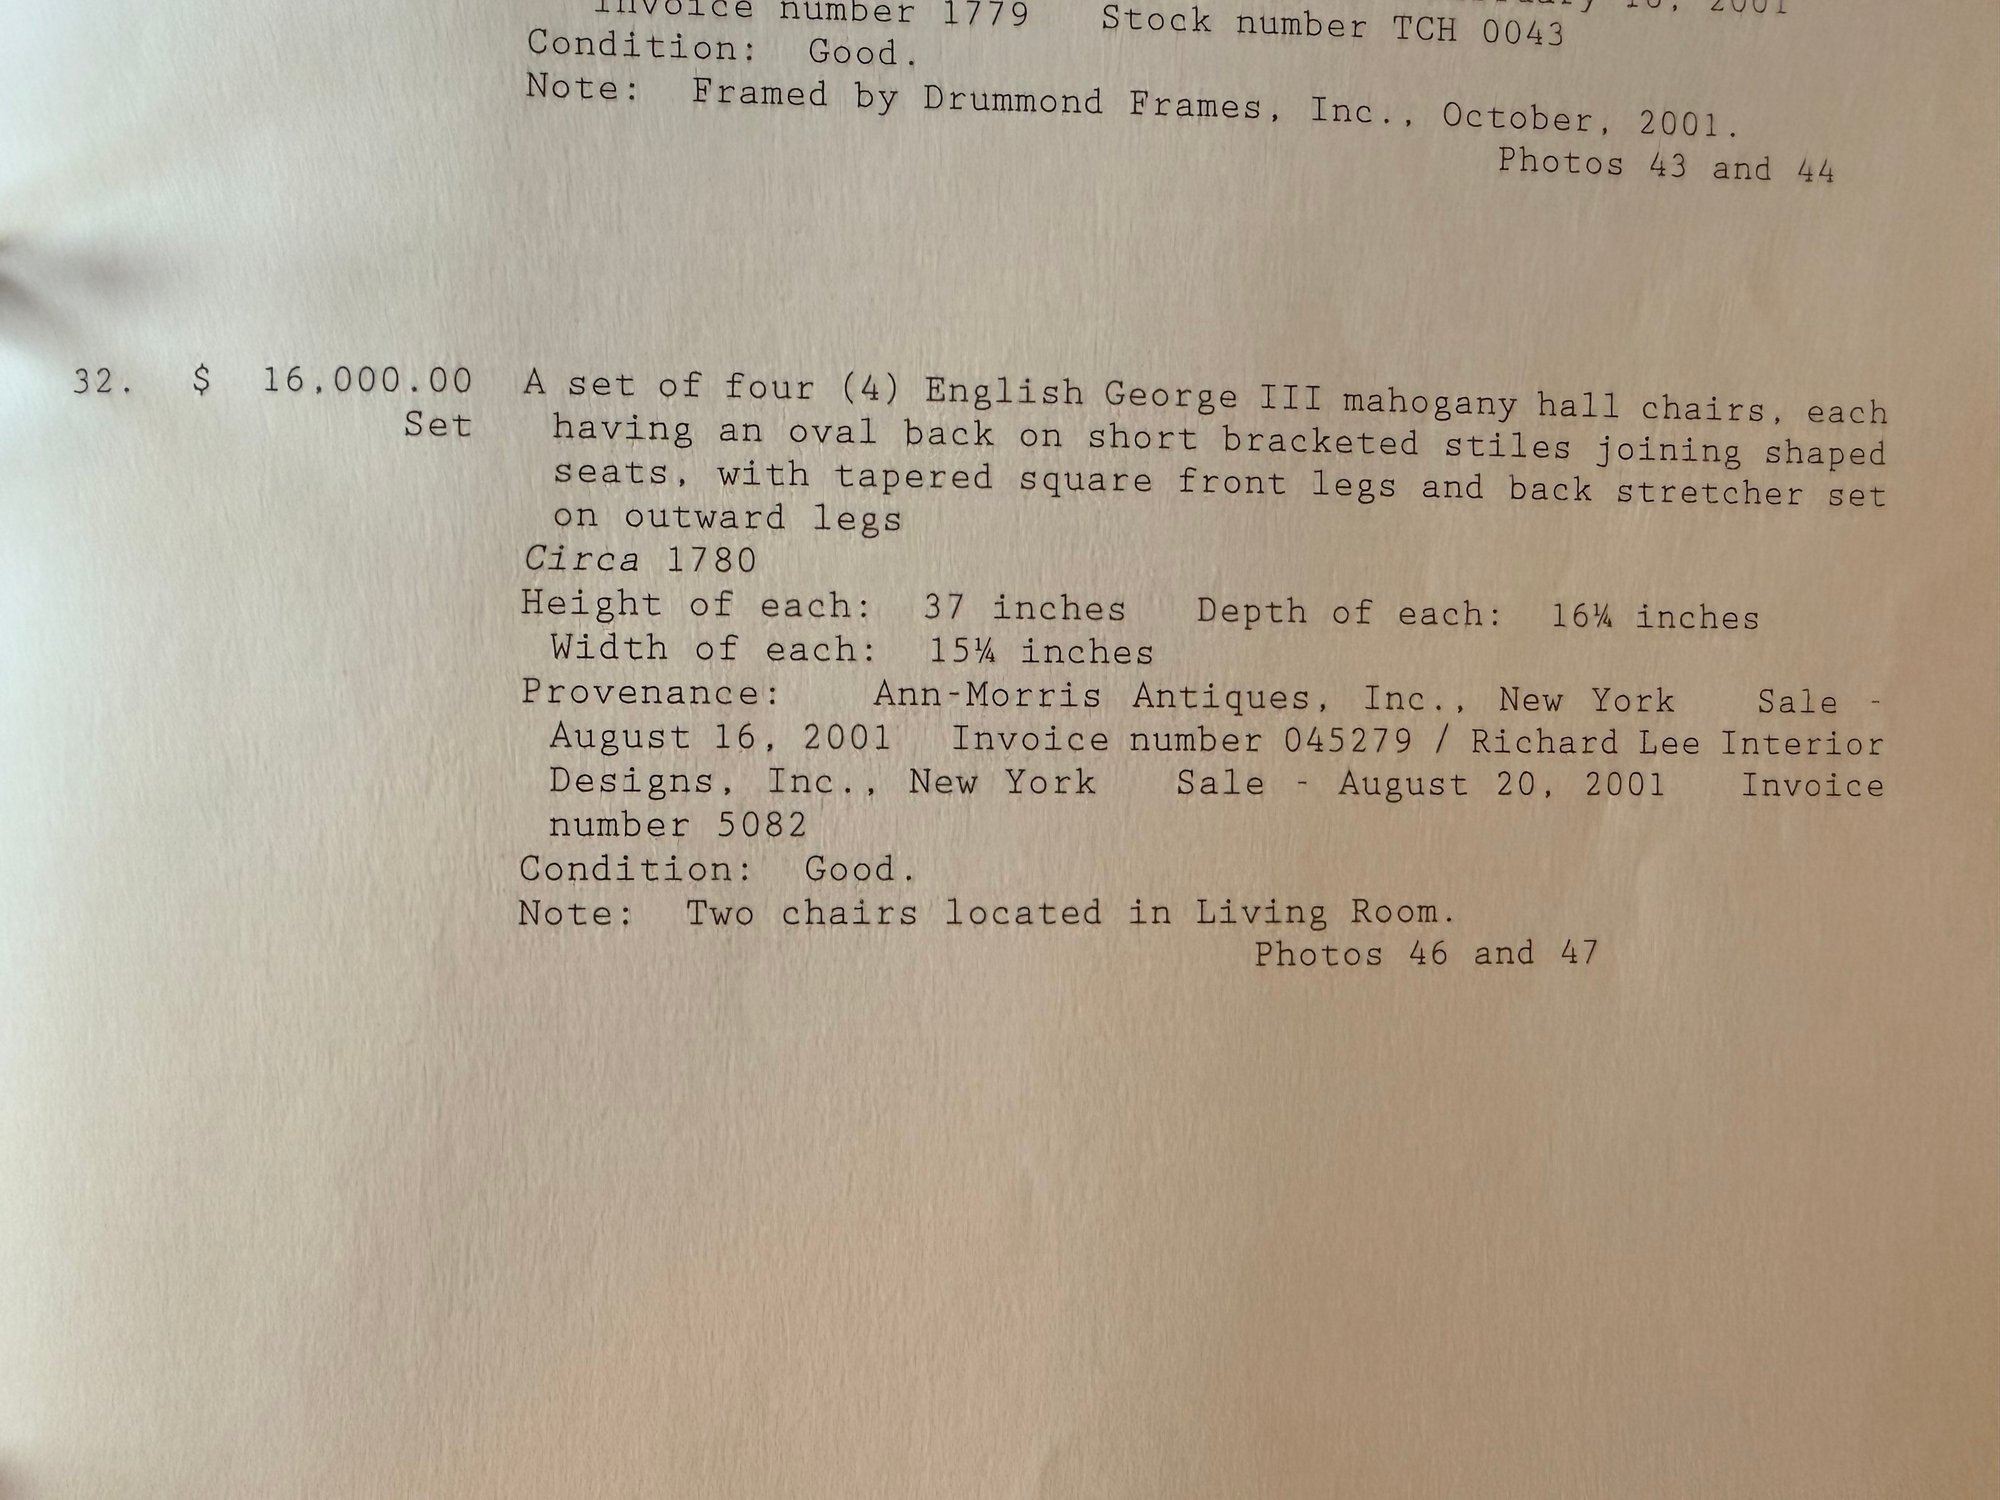 Invoice number 1779 Stock number TCH 0043
Condition: Good.
Note: Framed by Drummond Frames, Inc., October, 2001.
Photos 43 and 44
32. $ 16,000.00 A set of four (4) English George III mahogany hall chairs, each
Set having an oval back on short bracketed stiles joining shaped
seats, with tapered square front legs and back stretcher set
on outward legs
Circa 1780
Height of each: 37 inches Depth of each: 16¼ inches
Width of each: 15¼ inches
Provenance: Ann-Morris Antiques, Inc., New York Sale -
August 16, 2001 Invoice number 045279 / Richard Lee Interior
Designs, Inc., New York Sale - August 20, 2001 Invoice
number 5082
Condition: Good.
Note: Two chairs located in Living Room.
Photos 46 and 47